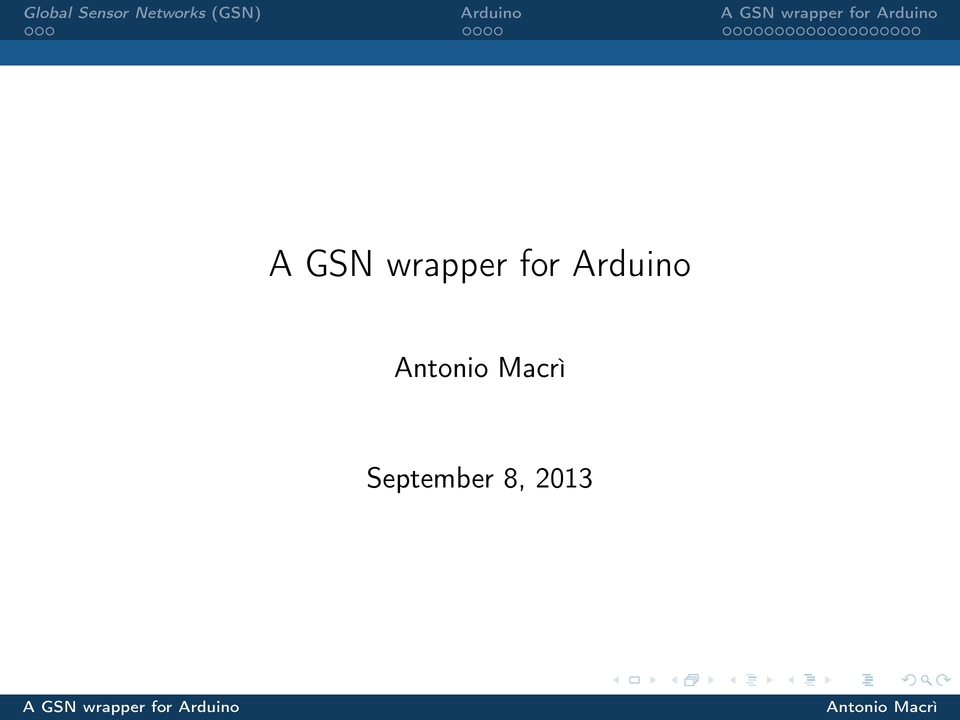 Global Sensor Networks (GSN)
Arduino
A GSN wrapper for Arduino
A GSN wrapper for Arduino
Antonio Macrì
September 8, 2013
A GSN wrapper for Arduino
Antonio Macrì